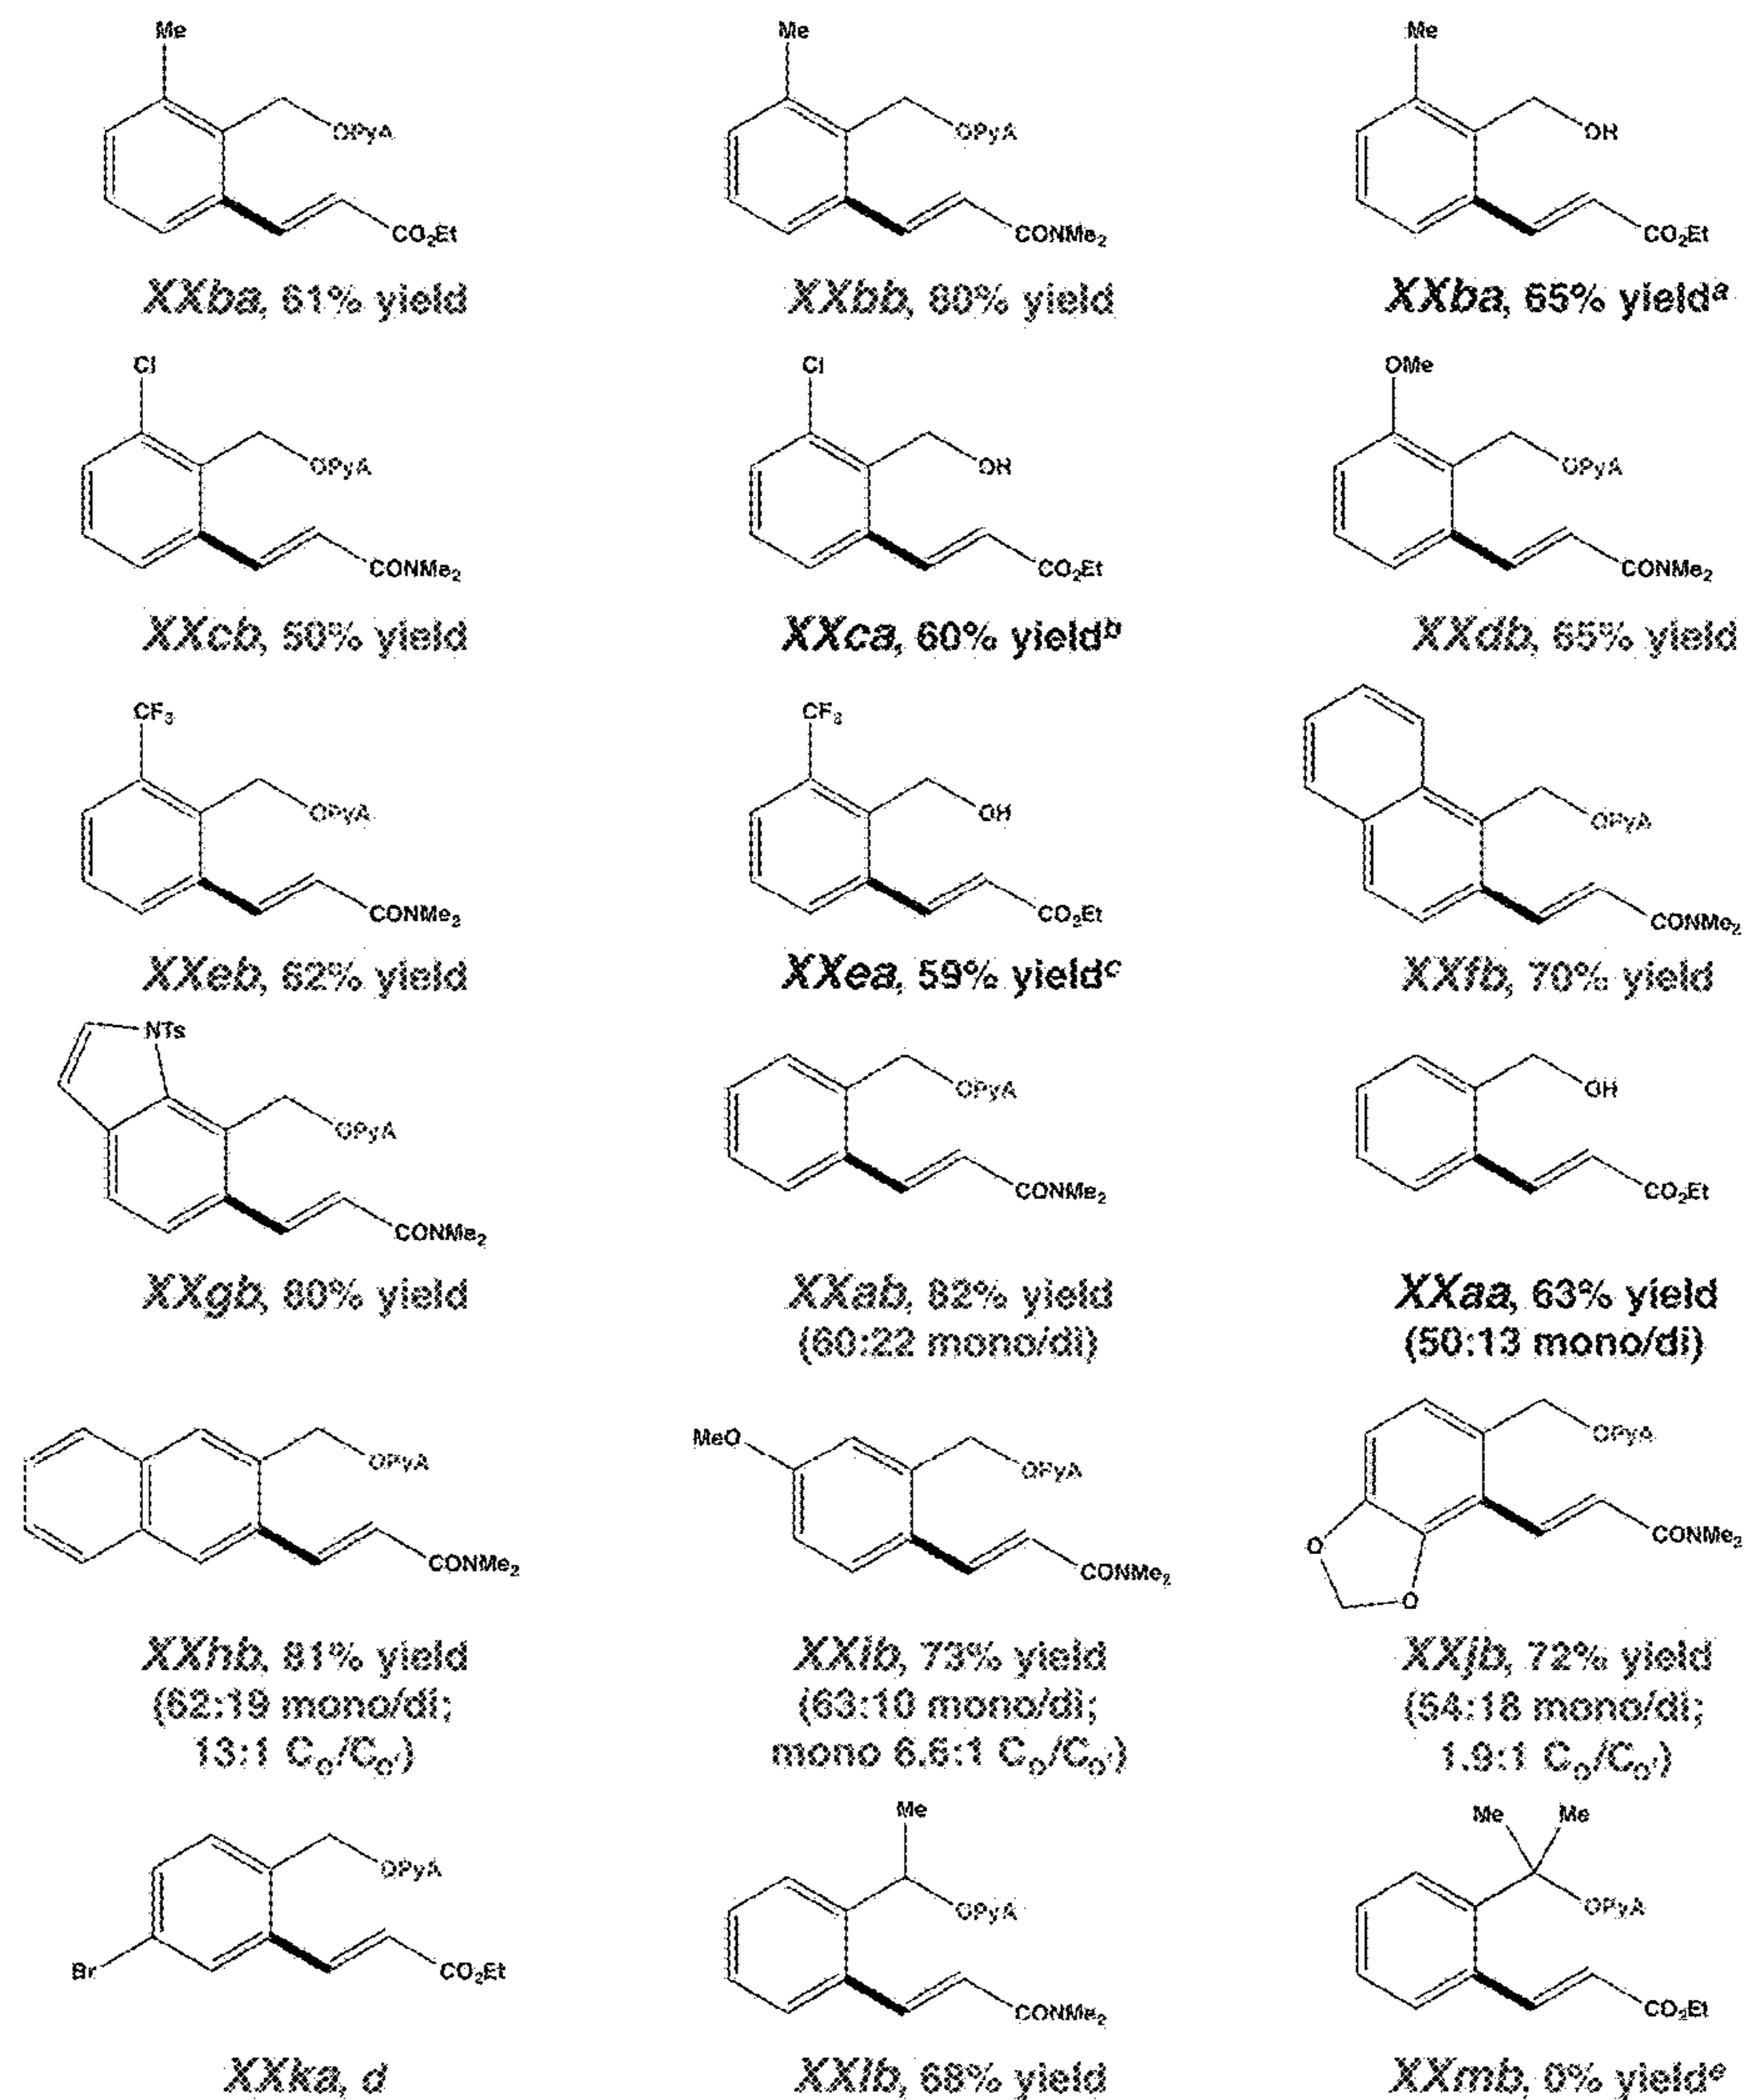 Me
Me
Me
OPyA
OPyA
OH
CO₂Et
CONMe₂
CO₂Et
XXba, 61% yield
XXbb, 60% yield
XXba, 65% yieldᵃ
Cl
Cl
OMe
OPyA
OH
OPyA
CONMe₂
CO₂Et
CONMe₂
XXcb, 50% yield
XXca, 60% yieldᵇ
XXdb, 65% yield
CF₃
CF₃
OPyA
OH
OPyA
CONMe₂
CO₂Et
CONMe₂
XXeb, 62% yield
XXea, 59% yieldᶜ
XXfb, 70% yield
NTs
OPyA
OPyA
OH
CONMe₂
CONMe₂
CO₂Et
XXgb, 60% yield
XXab, 82% yield
(60:22 mono/di)
XXaa, 63% yield
(50:13 mono/di)
OPyA
MeO
OPyA
OPyA
CONMe₂
CONMe₂
CONMe₂
O
O
XXhb, 81% yield
(62:19 mono/di;
13:1 Cₒ/Cₒ')
XXib, 73% yield
(63:10 mono/di;
mono 6.6:1 Cₒ/Cₒ')
XXjb, 72% yield
(54:18 mono/di;
1.9:1 Cₒ/Cₒ')
Me
Me Me
OPyA
OPyA
OPyA
Br
CO₂Et
CONMe₂
CO₂Et
XXka, d
XXlb, 68% yield
XXmb, 0% yieldᵉ